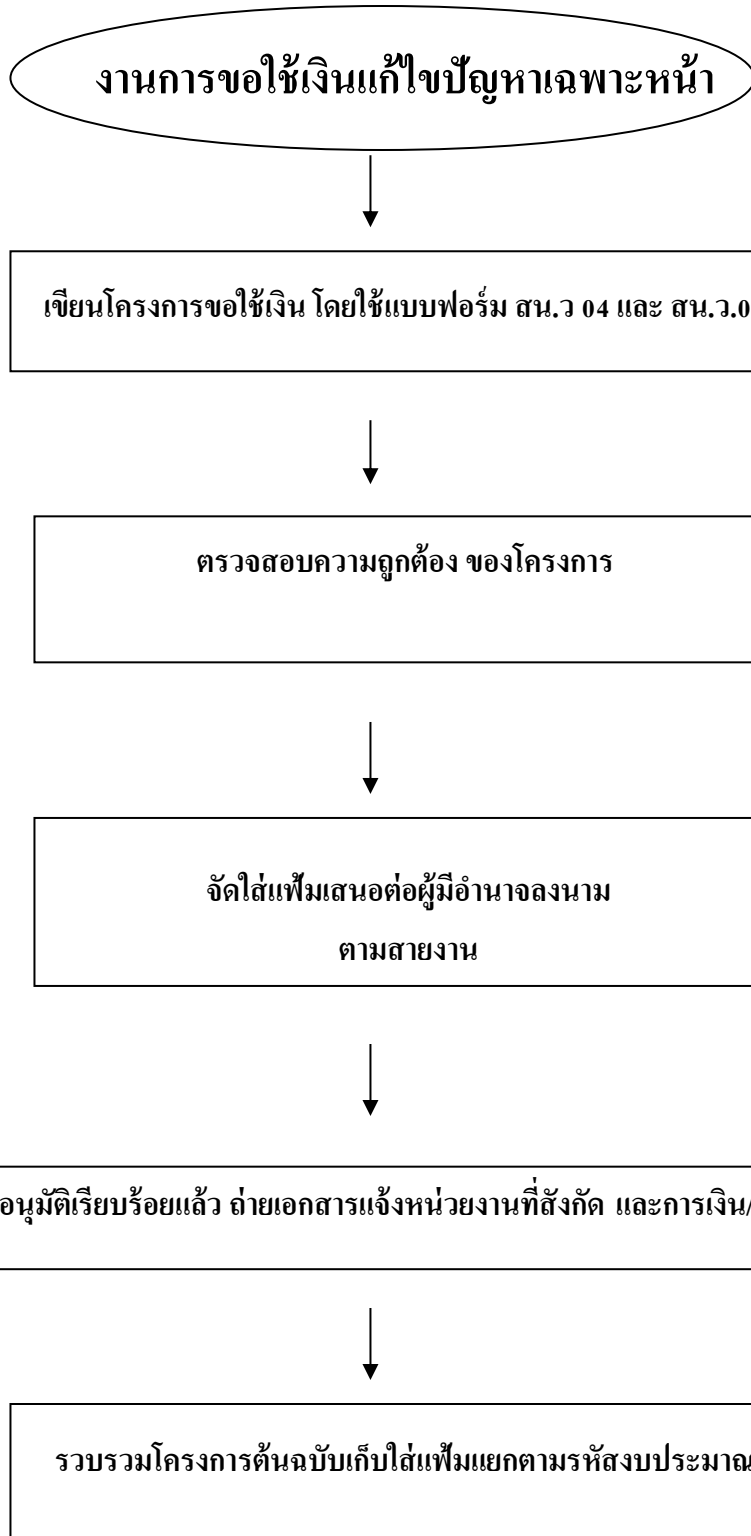 งานการขอใช้เงินแก้ไขปัญหาเฉพาะหน้า
เขียนโครงการขอใช้เงิน โดยใช้แบบฟอร์ม สน.ว 04 และ สน.ว.0
ตรวจสอบความถูกต้อง ของโครงการ
จัดใส่แฟ้มเสนอต่อผู้มีอำนาจลงนาม
ตามสายงาน
อนุมัติเรียบร้อยแล้ว ถ่ายเอกสารแจ้งหน่วยงานที่สังกัด และการเงิน/
รวบรวมโครงการต้นฉบับเก็บใส่แฟ้มแยกตามรหัสงบประมาณ